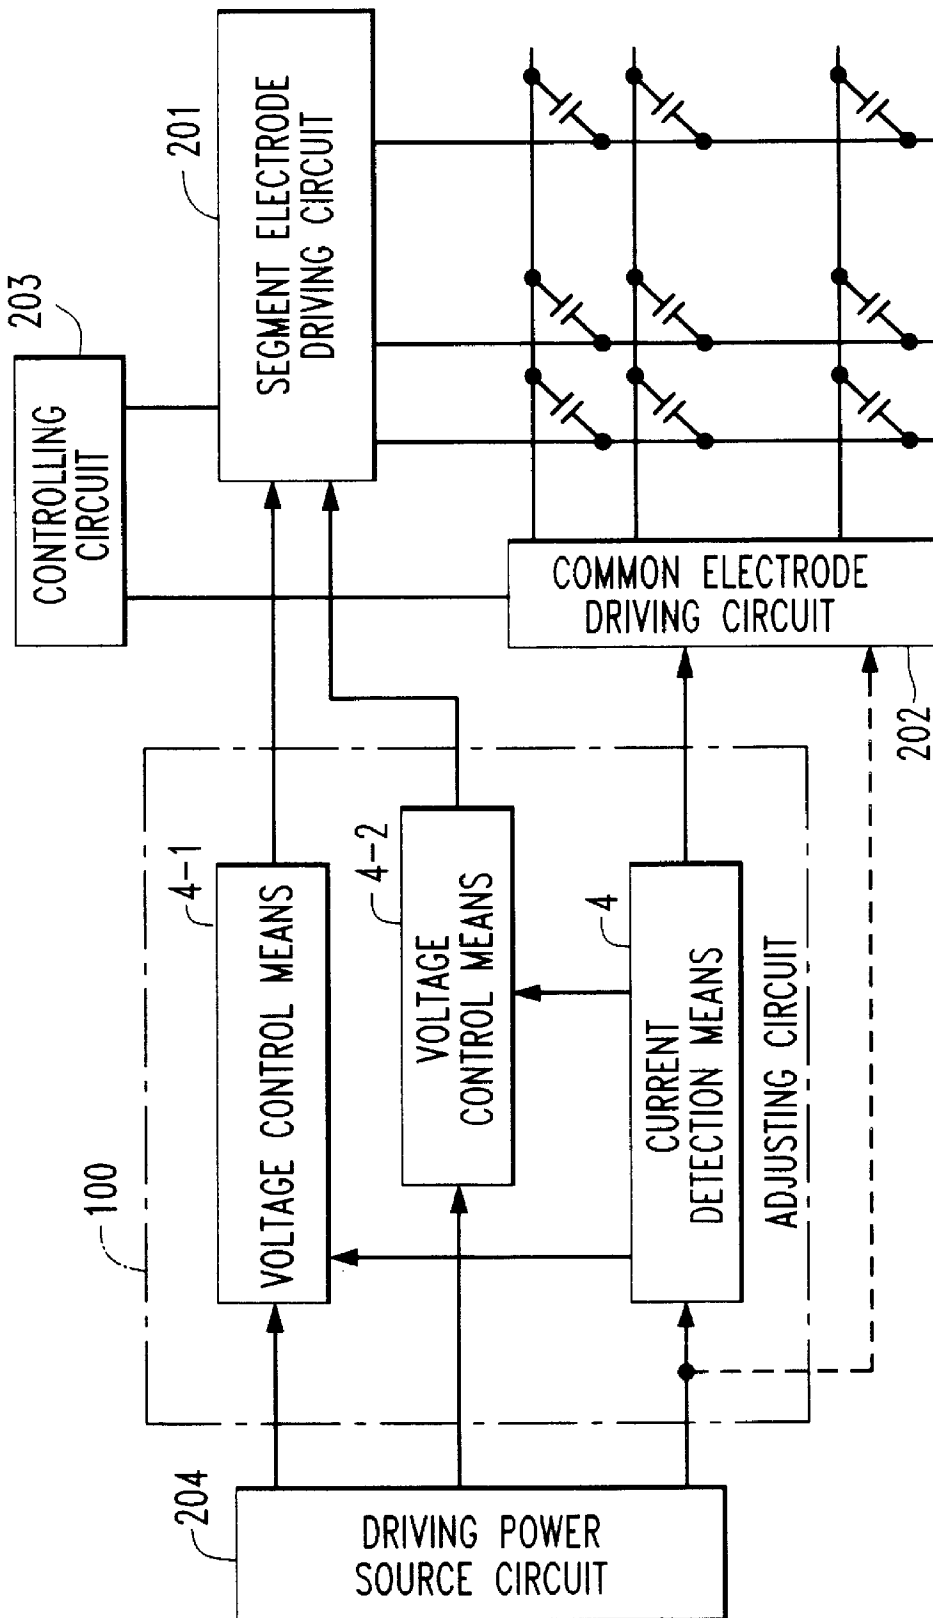 203
CONTROLLING
CIRCUIT
201
SEGMENT ELECTRODE
DRIVING CIRCUIT
COMMON ELECTRODE
DRIVING CIRCUIT
202
100
4-1
VOLTAGE CONTROL MEANS
4-2
VOLTAGE
CONTROL MEANS
4
CURRENT
DETECTION MEANS
ADJUSTING CIRCUIT
204
DRIVING POWER
SOURCE CIRCUIT